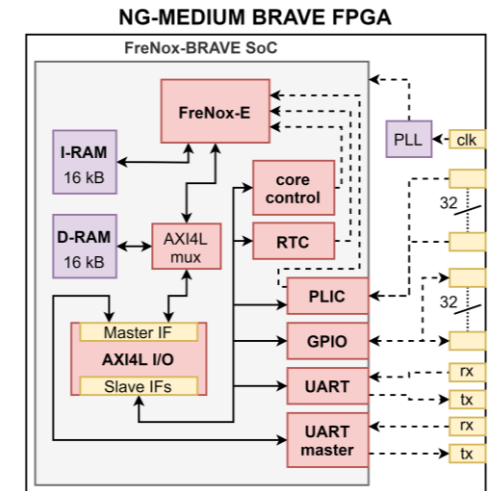 NG-MEDIUM BRAVE FPGA
FreNox-BRAVE SoC
FreNox-E
PLL
clk
I-RAM
16 kB
core
control
32
D-RAM
16 kB
AXI4L
mux
RTC
PLIC
32
Master IF
AXI4L I/O
Slave IFs
GPIO
UART
rx
tx
UART
master
rx
tx